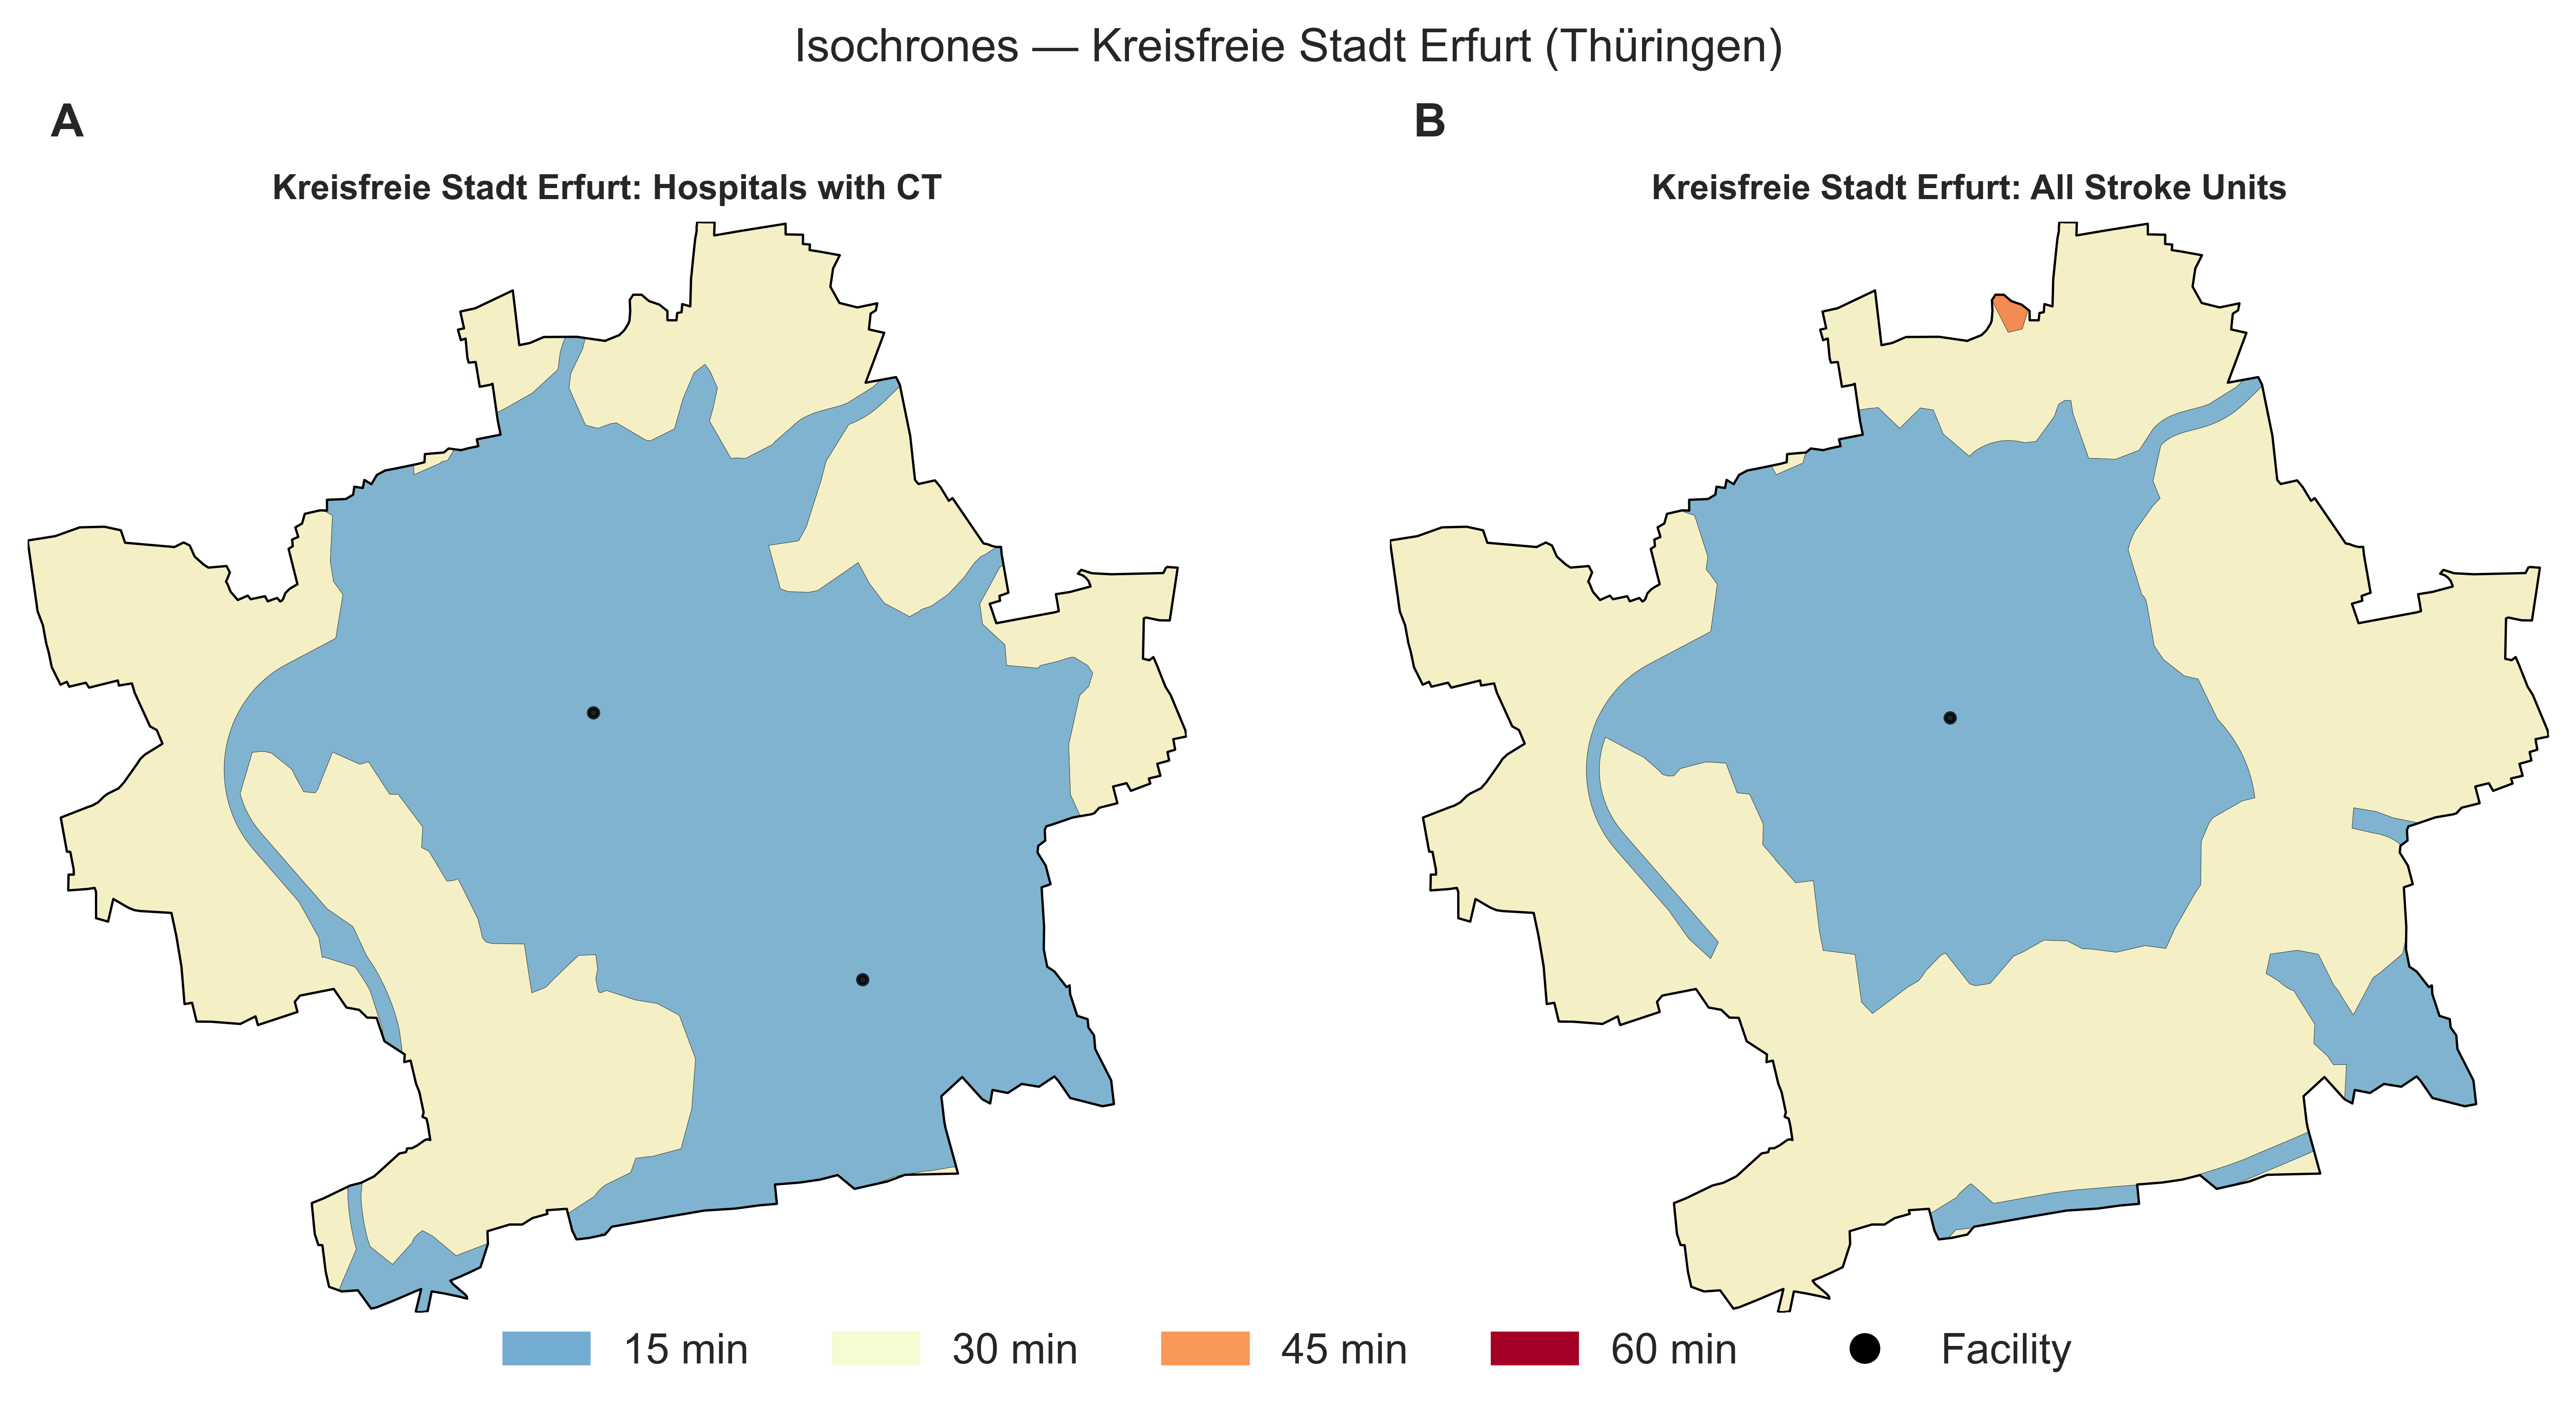 Isochrones — Kreisfreie Stadt Erfurt (Thüringen)
A
B
Kreisfreie Stadt Erfurt: Hospitals with CT
Kreisfreie Stadt Erfurt: All Stroke Units
15 min
30 min
45 min
60 min
Facility